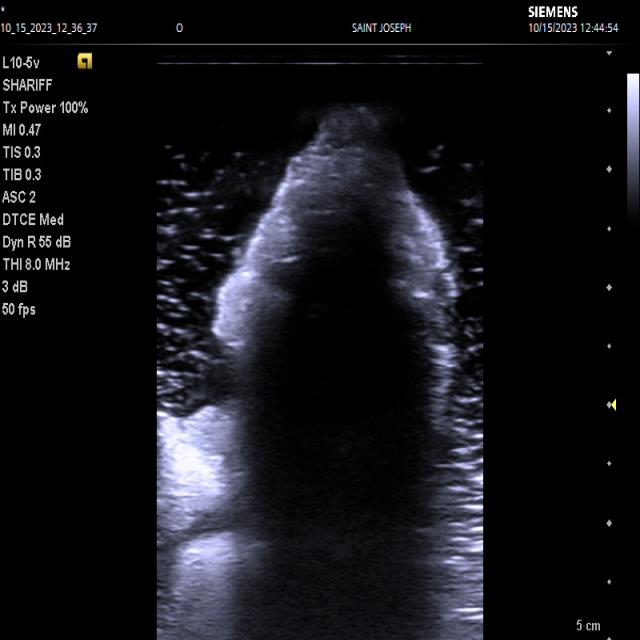 *
SIEMENS
10_15_2023_12_36_37 O SAINT JOSEPH 10/15/2023 12:44:54
L10-5v
SHARIFF
Tx Power 100%
MI 0.47
TIS 0.3
TIB 0.3
ASC 2
DTCE Med
Dyn R 55 dB
THI 8.0 MHz
3 dB
50 fps
5 cm